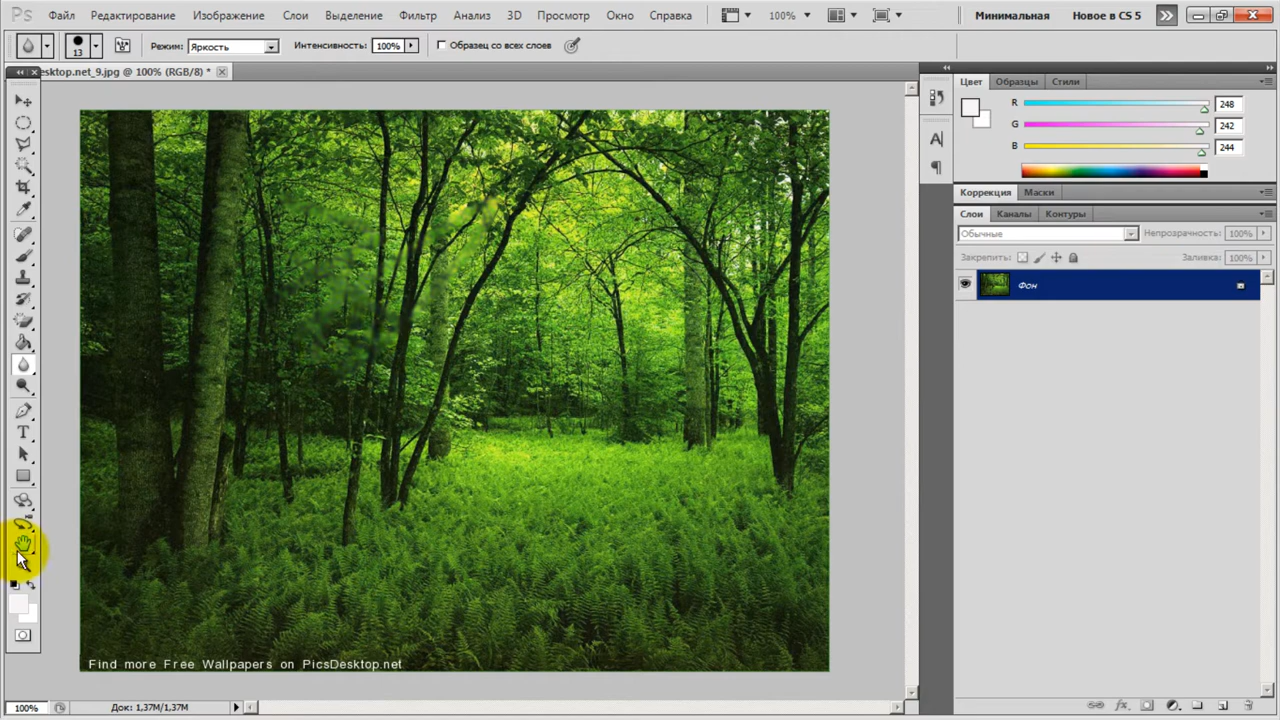 Ps Файл Редактирование Изображение Слои Выделение Фильтр Анализ 3D Просмотр Окно Справка 100% Минимальная Новое в CS 5
13 Режим: Яркость Интенсивность: 100% Образец со всех слоев
esktop.net_9.jpg @ 100% (RGB/8) *
Цвет Образцы Стили
R 248
G 242
B 244
Коррекция Маски
Слои Каналы Контуры
Обычные Непрозрачность: 100%
Закрепить: Заливка: 100%
Фон
Find more Free Wallpapers on PicsDesktop.net
100% Док: 1,37M/1,37M